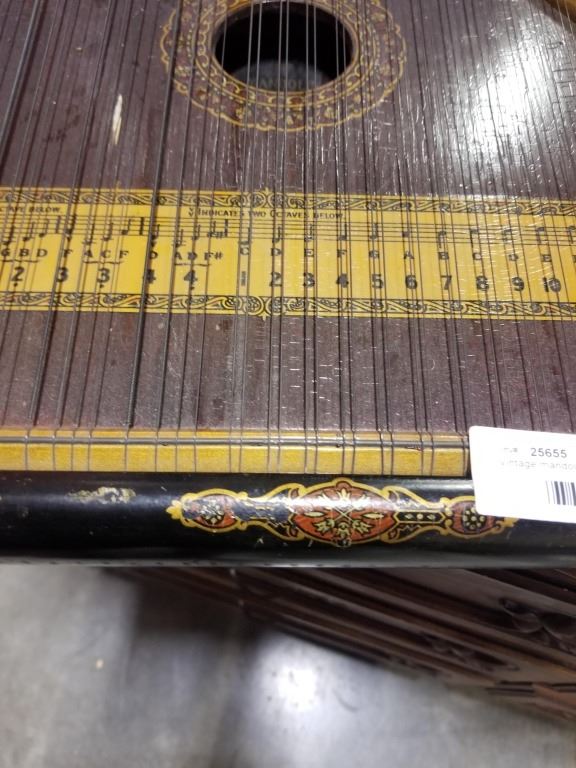 BELOW
V INDICATES TWO OCTAVES BELOW
G B D F A C F D A D F# C D E F G A B C D E
2 3 3 4 4 2 3 4 5 6 7 8 9 10
25655
vintage mandol